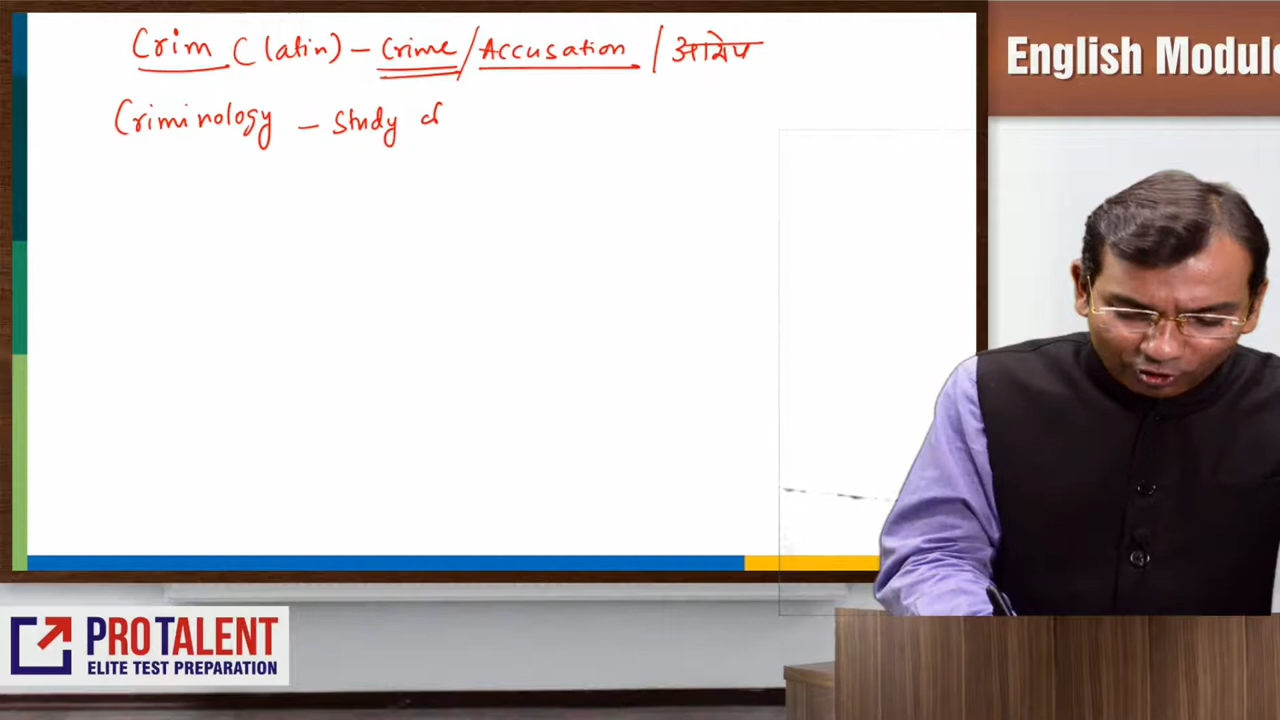 Crim (latin) – Crime / Accusation / आरोप
Criminology – Study of
English Module
PROTALENT
ELITE TEST PREPARATION